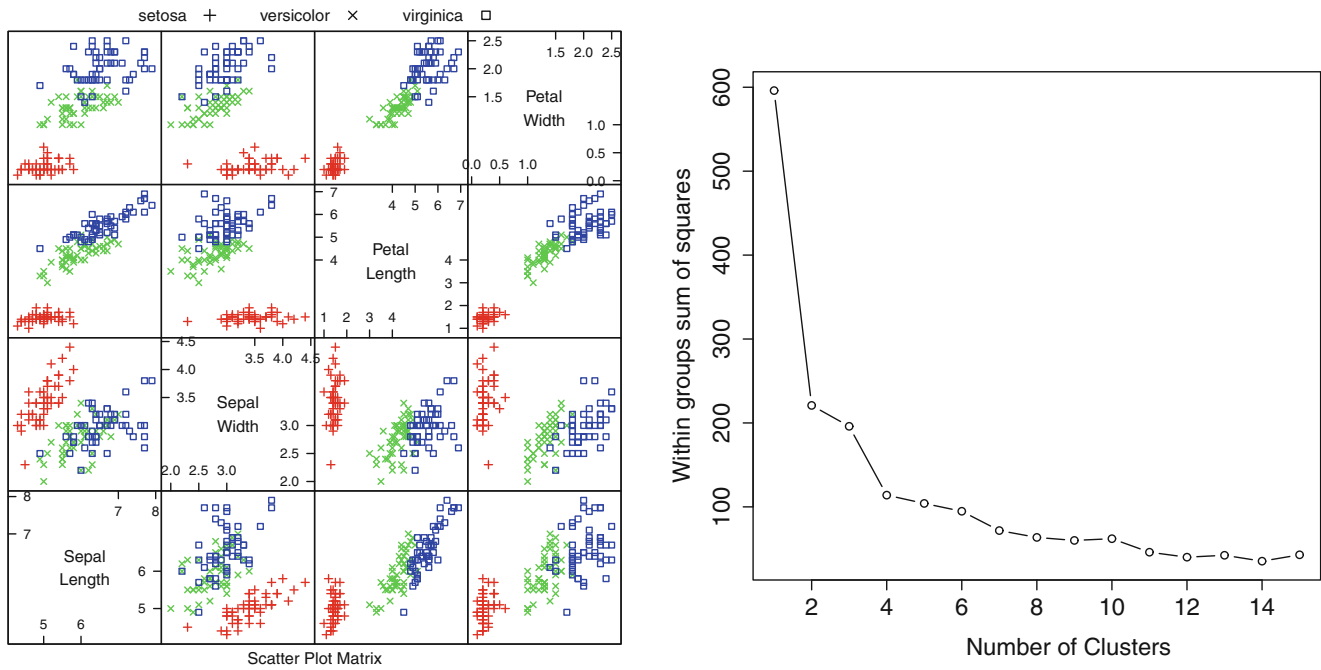 setosa + versicolor × virginica □
1.5 2.0 2.5
2.5
2.0
1.5
Petal
Width
1.0
0.5
0.0
0.0 0.5 1.0
7
6
5
4
4 5 6 7
Petal
Length
4
3
2
1
1 2 3 4
4.5
4.0
3.5
3.5 4.0 4.5
Sepal
Width
3.0
2.5
2.0
2.0 2.5 3.0
8
7
7 8
Sepal
Length
6
5
5 6
Scatter Plot Matrix
600
500
400
300
200
100
Within groups sum of squares
2 4 6 8 10 12 14
Number of Clusters